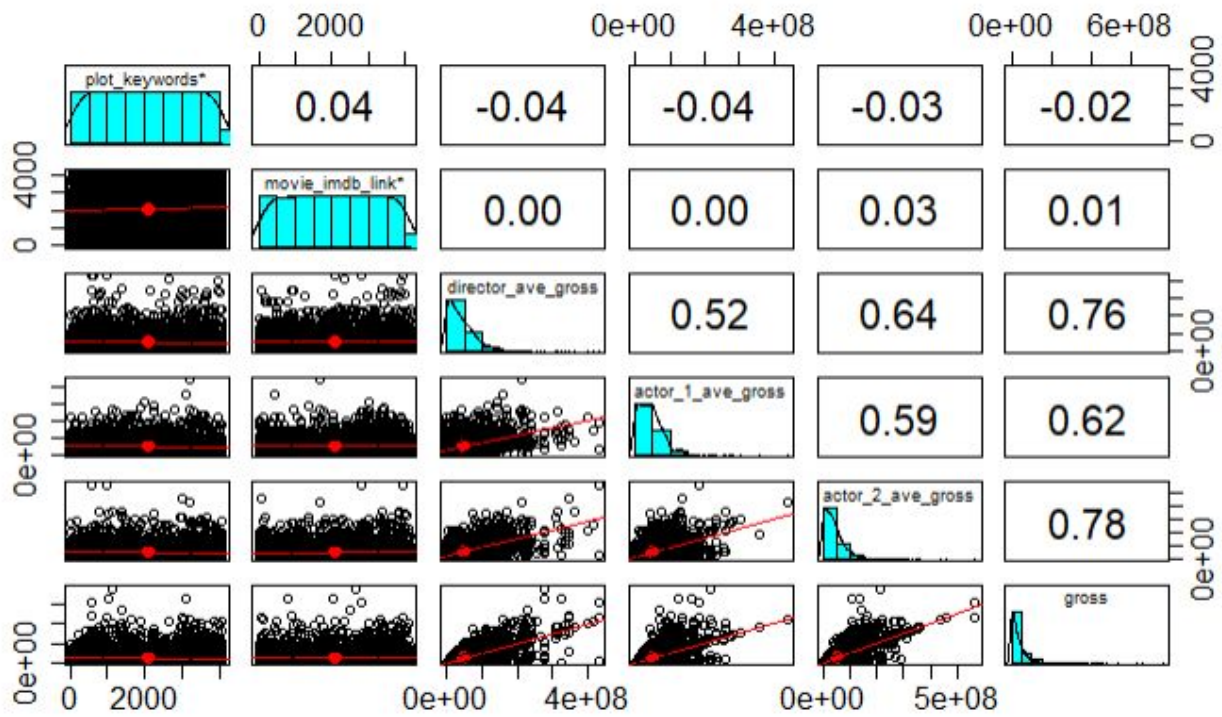 0 2000 0e+00 4e+08 0e+00 6e+08
plot_keywords* 0.04 -0.04 -0.04 -0.03 -0.02 0 4000
0 4000 movie_imdb_link* 0.00 0.00 0.03 0.01
director_ave_gross 0.52 0.64 0.76 0e+00
0e+00 actor_1_ave_gross 0.59 0.62
actor_2_ave_gross 0.78 0e+00
0e+00 gross
0 2000 0e+00 4e+08 0e+00 5e+08